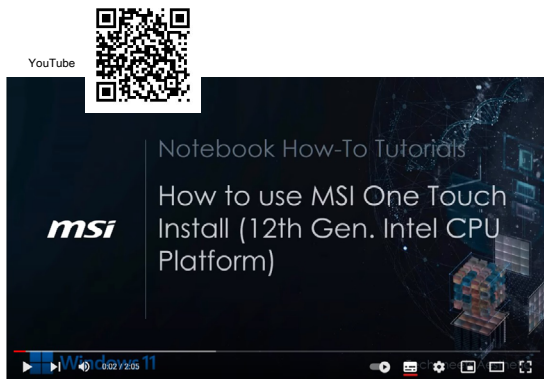 YouTube
Notebook How-To Tutorials
How to use MSI One Touch
Install (12th Gen. Intel CPU
Platform)
msi
Windows 11
0:02 / 2:05